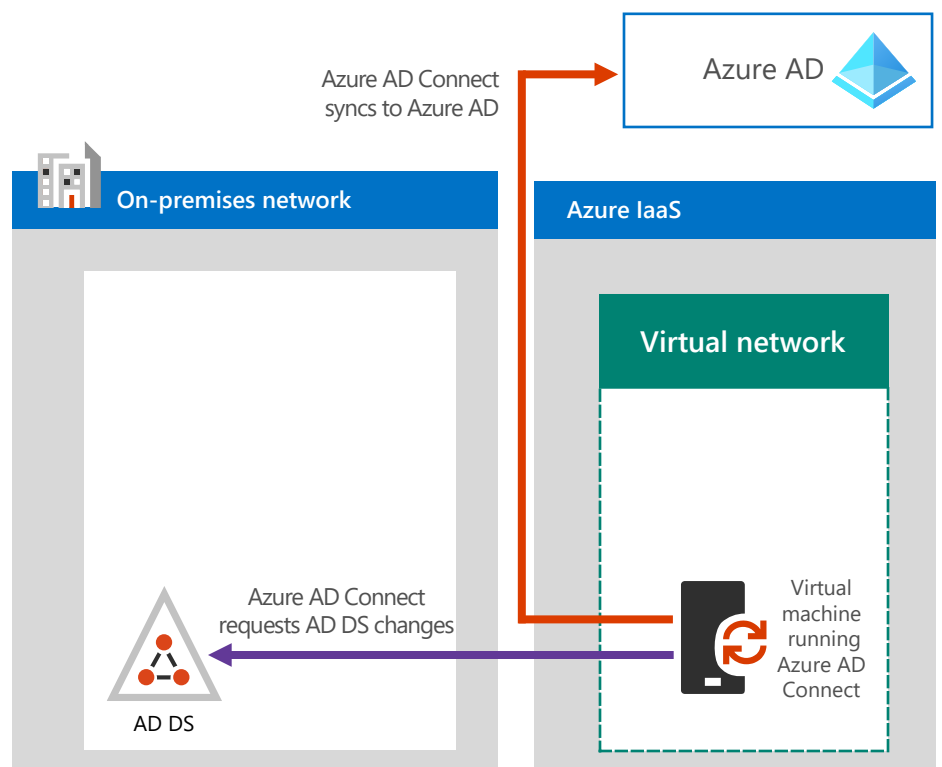 Azure AD
Azure AD Connect
syncs to Azure AD
On-premises network
Azure IaaS
Virtual network
Azure AD Connect
requests AD DS changes
AD DS
Virtual
machine
running
Azure AD
Connect